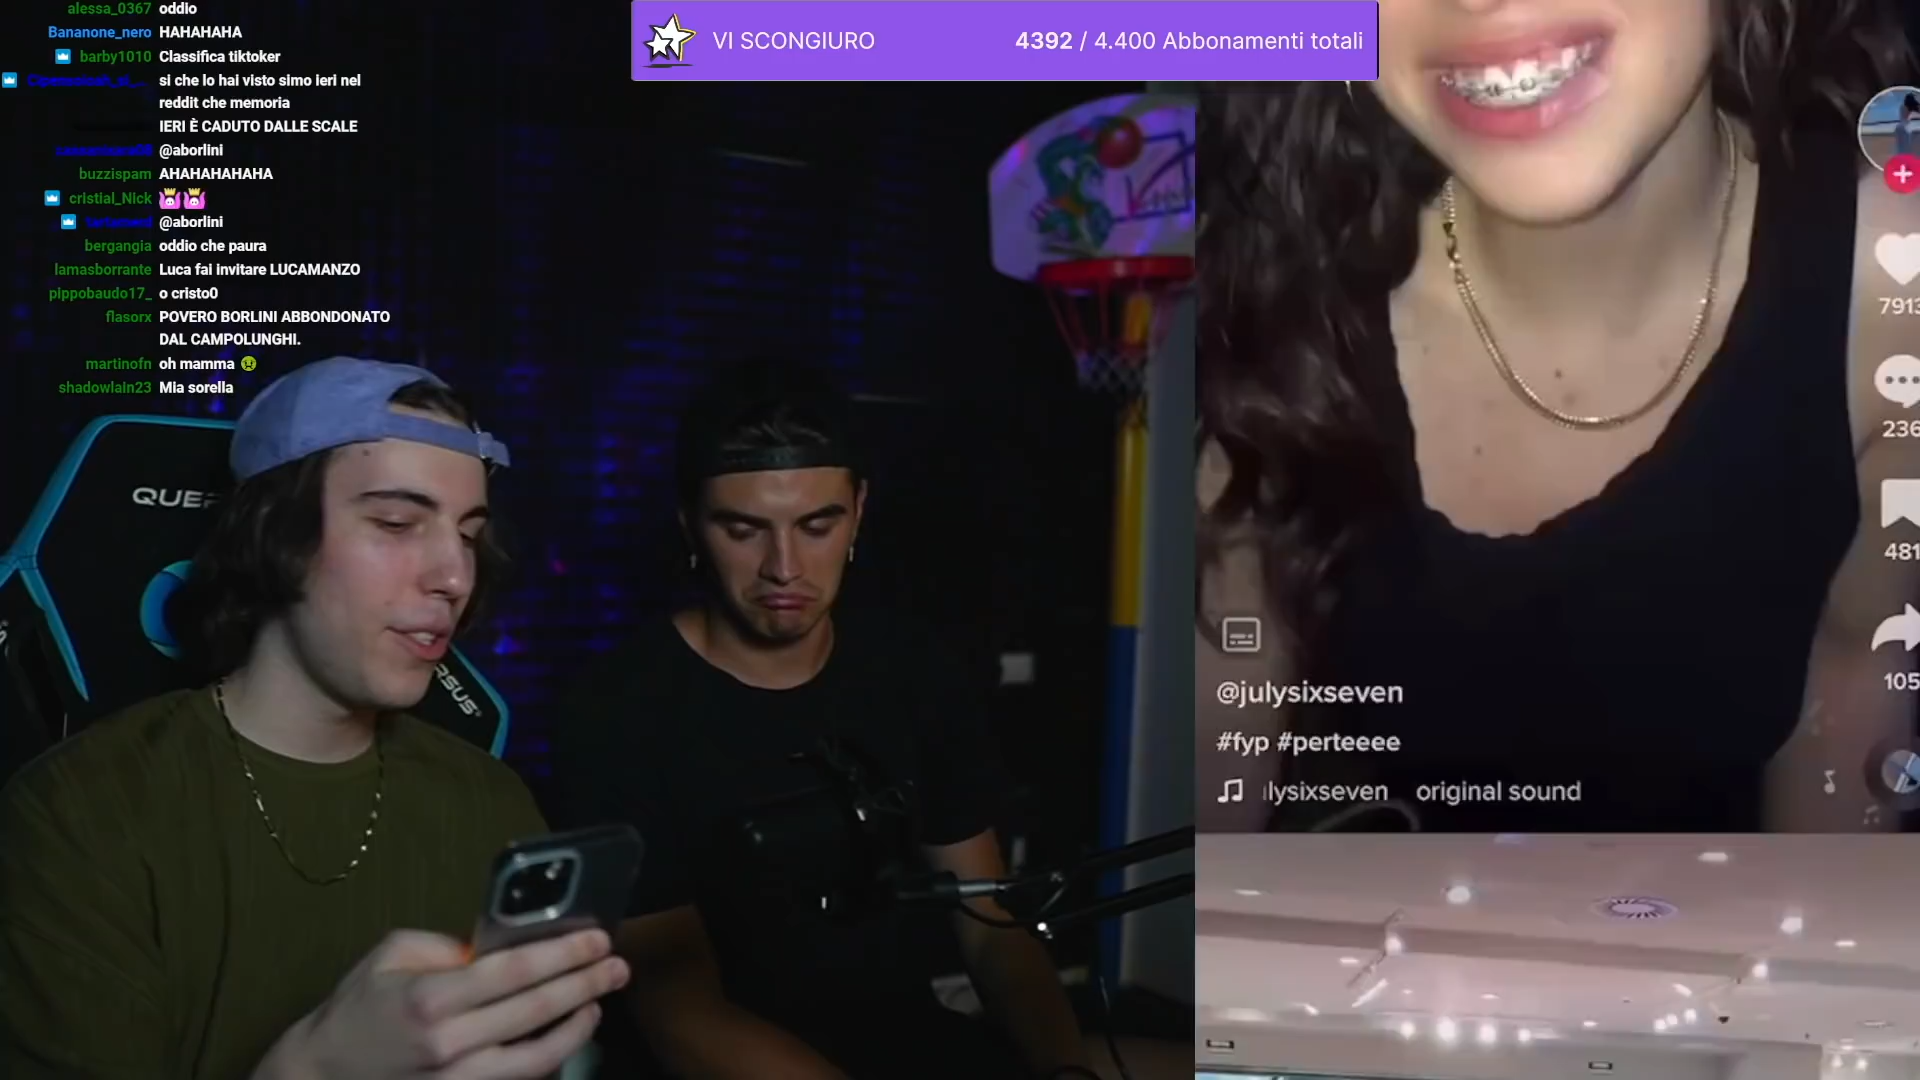 alessa_0367 oddio
Bananone_nero HAHAHAHA
barby1010 Classifica tiktoker
si che lo hai visto simo ieri nel
reddit che memoria
IERI È CADUTO DALLE SCALE
@aborlini
buzzispam AHAHAHAHAHA
cristial_Nick
@aborlini
bergangia oddio che paura
lamasborrante Luca fai invitare LUCAMANZO
pippobaudo17_ o cristo0
flasorx POVERO BORLINI ABBONDONATO
DAL CAMPOLUNGHI.
martinofn oh mamma
shadowlain23 Mia sorella
VI SCONGIURO 4392 / 4.400 Abbonamenti totali
7913
236
481
105
@julysixseven
#fyp #perteeee
lysixseven original sound